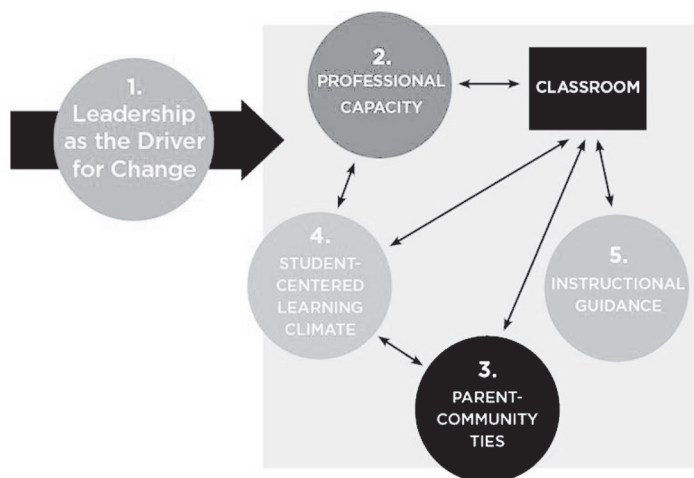 1.
Leadership
as the Driver
for Change
2.
PROFESSIONAL
CAPACITY
CLASSROOM
4.
STUDENT-
CENTERED
LEARNING
CLIMATE
5.
INSTRUCTIONAL
GUIDANCE
3.
PARENT-
COMMUNITY
TIES